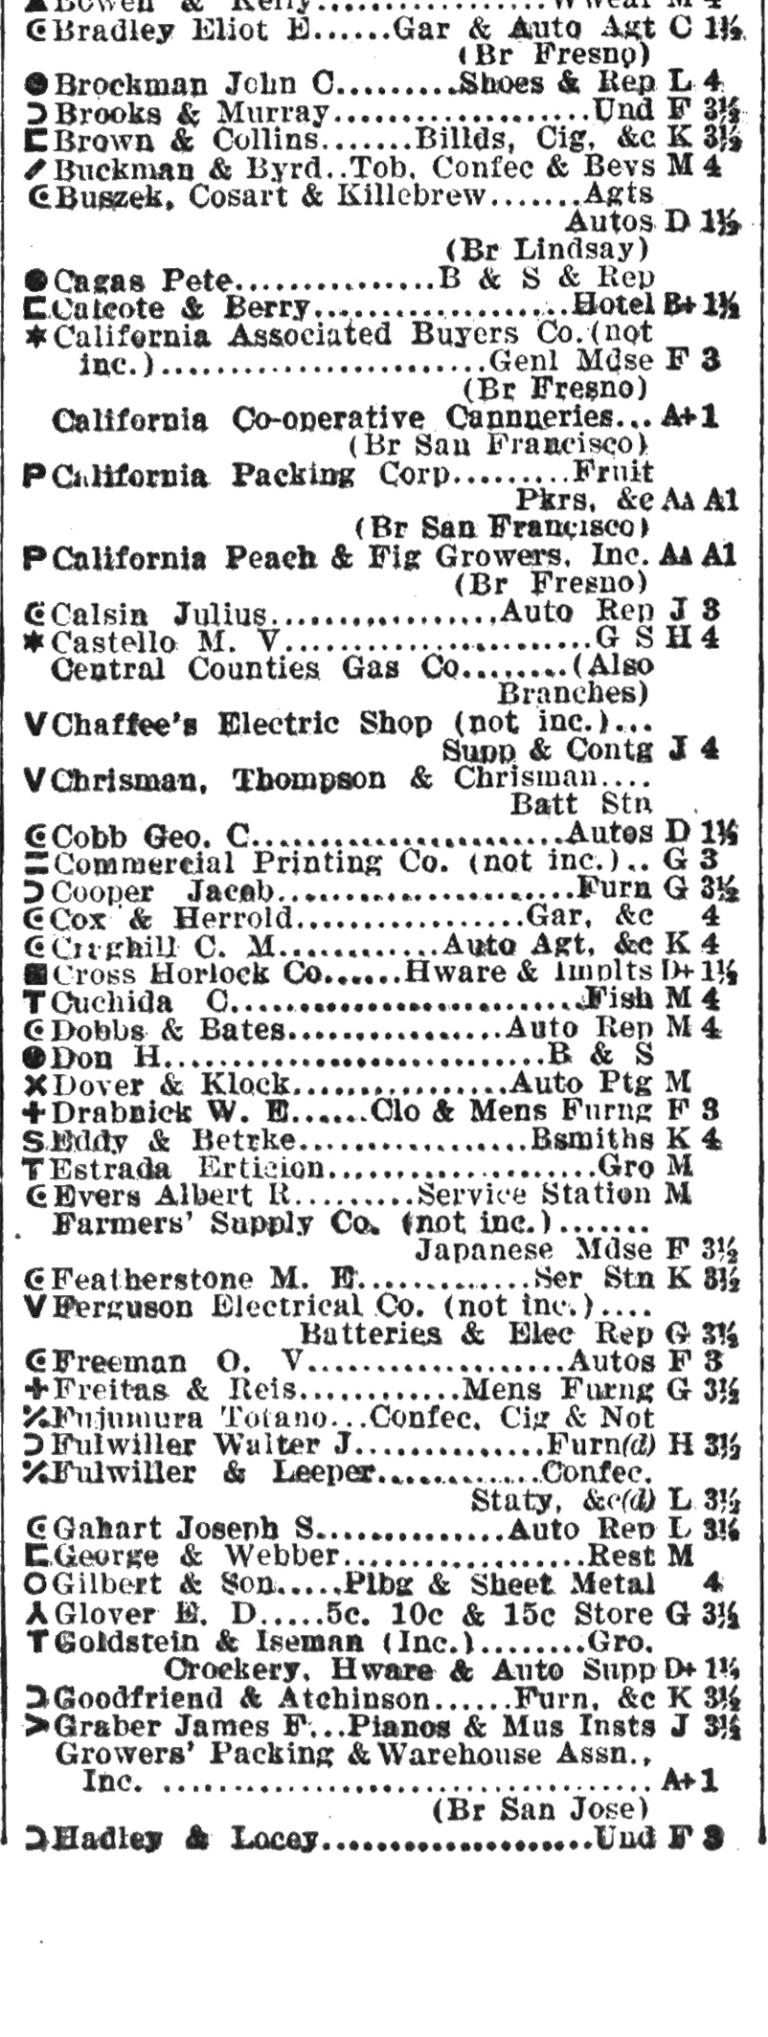 Bowen & Kelly.....................W Wear M 4
Bradley Eliot E......Gar & Auto Agt C 1½
(Br Fresno)
Brockman John C..........Shoes & Rep L 4
Brooks & Murray....................Und F 3½
Brown & Collins.......Billds, Cig, &c K 3½
Buckman & Byrd..Tob, Confec & Bevs M 4
Buszek, Cosart & Killebrew.......Agts
Autos D 1½
(Br Lindsay)
Cagas Pete................B & S & Rep
Catcote & Berry....................Hotel B+ 1½
California Associated Buyers Co.(not
inc.).........................Genl Mdse F 3
(Br Fresno)
California Co-operative Cannneries... A+ 1
(Br San Francisco)
P California Packing Corp.........Fruit
Pkrs, &c Aa A1
(Br San Francisco)
P California Peach & Fig Growers, Inc. Aa A1
(Br Fresno)
Calsin Julius..................Auto Rep J 3
Castello M. V........................G S H 4
Central Counties Gas Co........(Also
Branches)
V Chaffee's Electric Shop (not inc.)...
Supp & Contg J 4
V Chrisman, Thompson & Chrisman....
Batt Stn
Cobb Geo. C........................Autos D 1½
Commercial Printing Co. (not inc.).. G 3
Cooper Jacob.......................Furn G 3½
Cox & Herrold..................Gar, &c 4
C. M............Auto Agt, &c K 4
Cross Horlock Co.......Hware & Implts D+ 1½
T Cuchida C...........................Fish M 4
Dobbs & Bates.................Auto Rep M 4
Don H..............................B & S
Dover & Klock.................Auto Ptg M
Drabnick W. E......Clo & Mens Furng F 3
S Eddy & Betrke..................Bsmiths K 4
T Estrada Erticion.....................Gro M
Evers Albert R.........Service Station M
Farmers' Supply Co. (not inc.).......
Japanese Mdse F 3½
Featherstone M. E..............Ser Stn K 3½
V Ferguson Electrical Co. (not inc.)....
Batteries & Elec Rep G 3½
Freeman O. V....................Autos F 3
Freitas & Reis............Mens Furng G 3½
Fujumura Totano...Confec, Cig & Not
Fulwiller Walter J...............Furn(d) H 3½
Fulwiller & Leeper.............Confec,
Staty, &c(d) L 3½
Gahart Joseph S...............Auto Rep L 3½
George & Webber...................Rest M
Gilbert & Son.....Plbg & Sheet Metal 4
Glover E. D.....5c, 10c & 15c Store G 3½
T Goldstein & Iseman (Inc.)........Gro,
Crockery, Hware & Auto Supp D+ 1½
Goodfriend & Atchinson......Furn, &c K 3½
Graber James F...Pianos & Mus Insts J 3½
Growers' Packing & Warehouse Assn.,
Inc. .................................... A+ 1
(Br San Jose)
Hadley & Locey.....................Und F 3